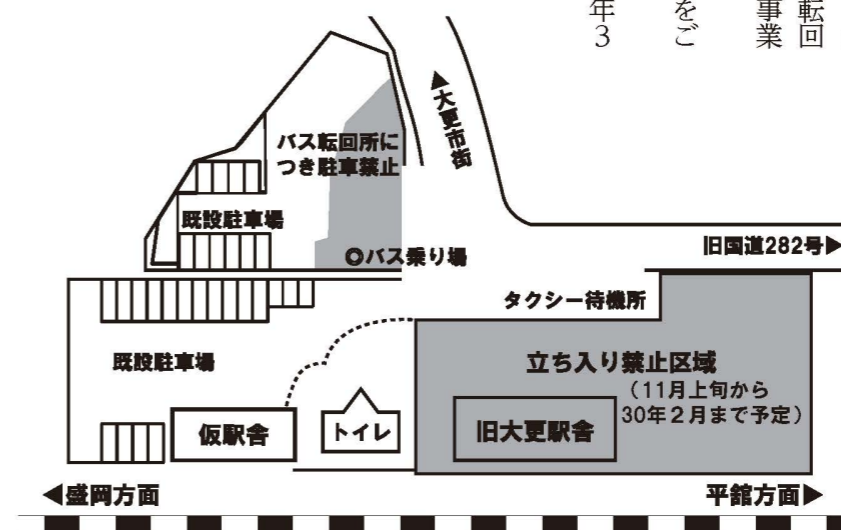 転回
事業
をご
年３
▲大更市街
バス転回所に
つき駐車禁止
既設駐車場
◎バス乗り場
旧国道282号▶
タクシー待機所
既設駐車場
立ち入り禁止区域
（11月上旬から
30年２月まで予定）
仮駅舎
トイレ
旧大更駅舎
◀盛岡方面
平舘方面▶